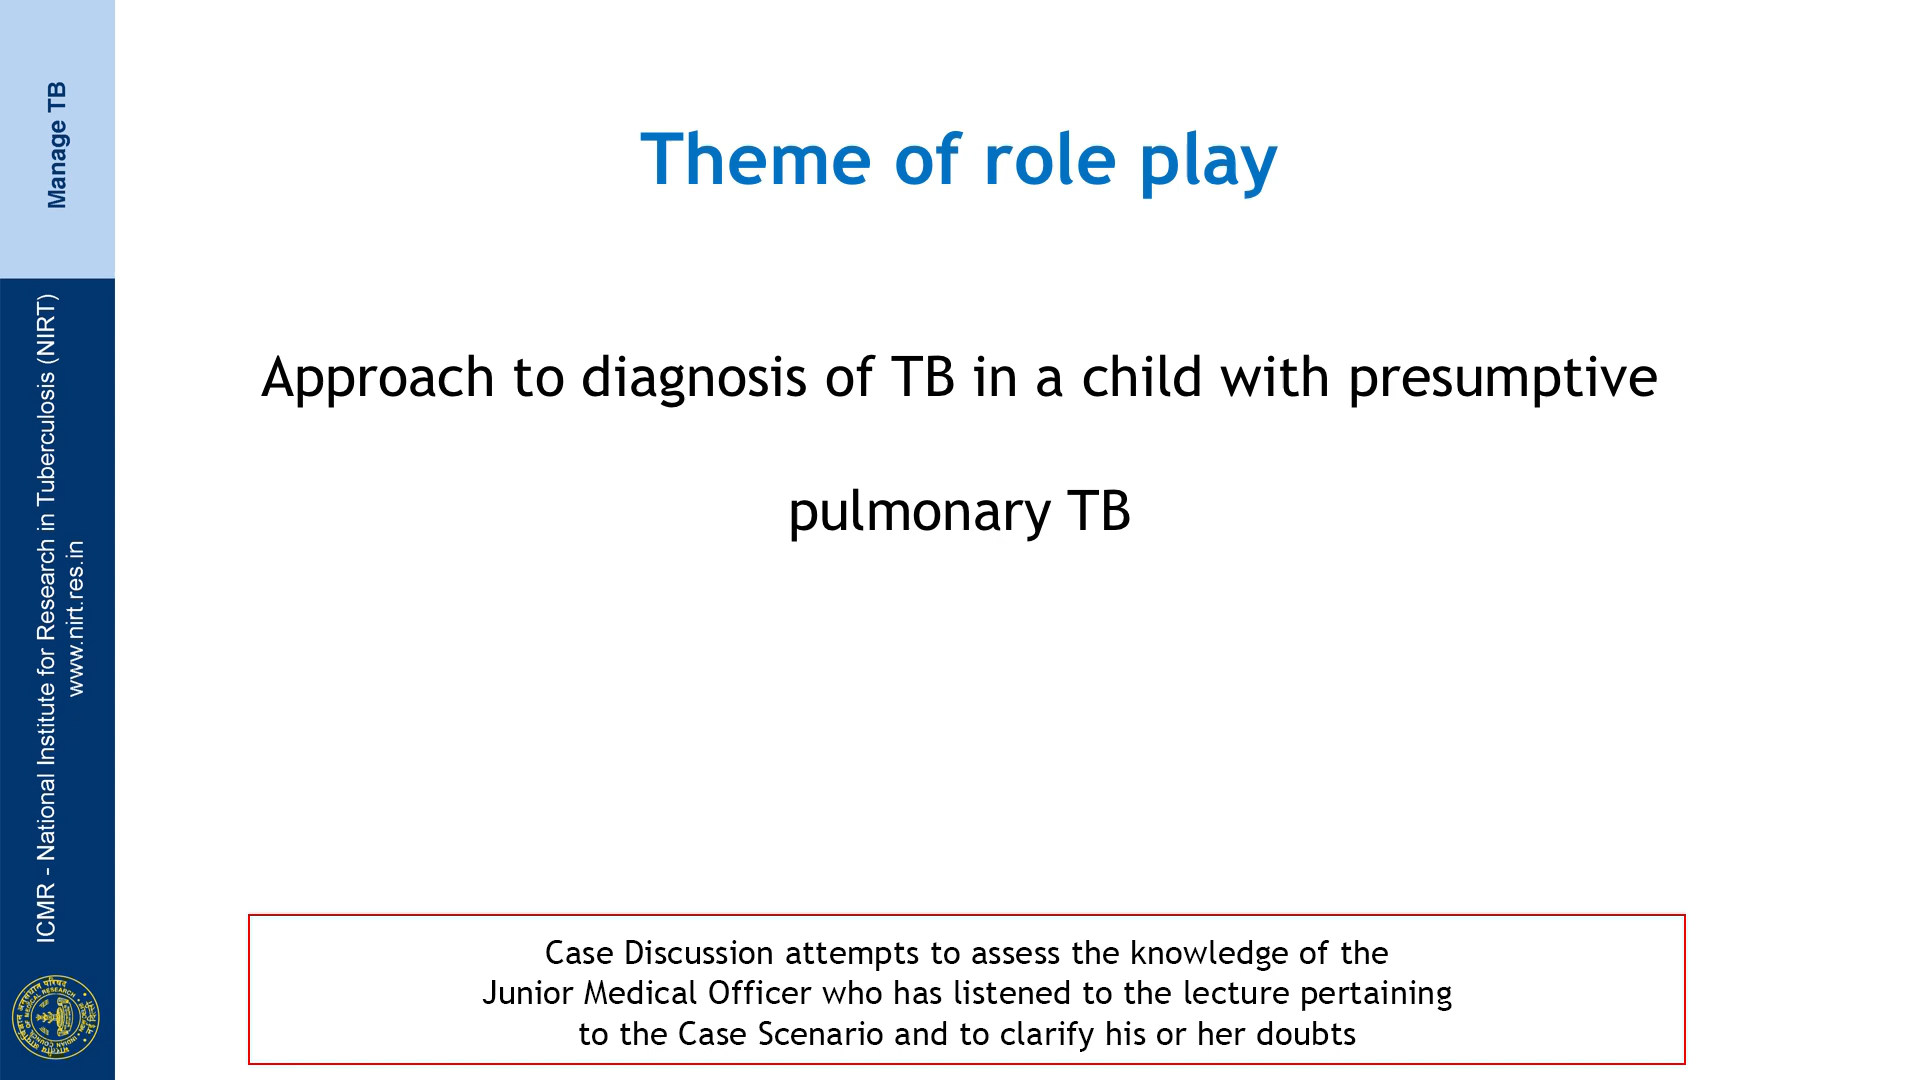 Manage TB
ICMR - National Institute for Research in Tuberculosis (NIRT)
www.nirt.res.in
Theme of role play
Approach to diagnosis of TB in a child with presumptive
pulmonary TB
Case Discussion attempts to assess the knowledge of the
Junior Medical Officer who has listened to the lecture pertaining
to the Case Scenario and to clarify his or her doubts